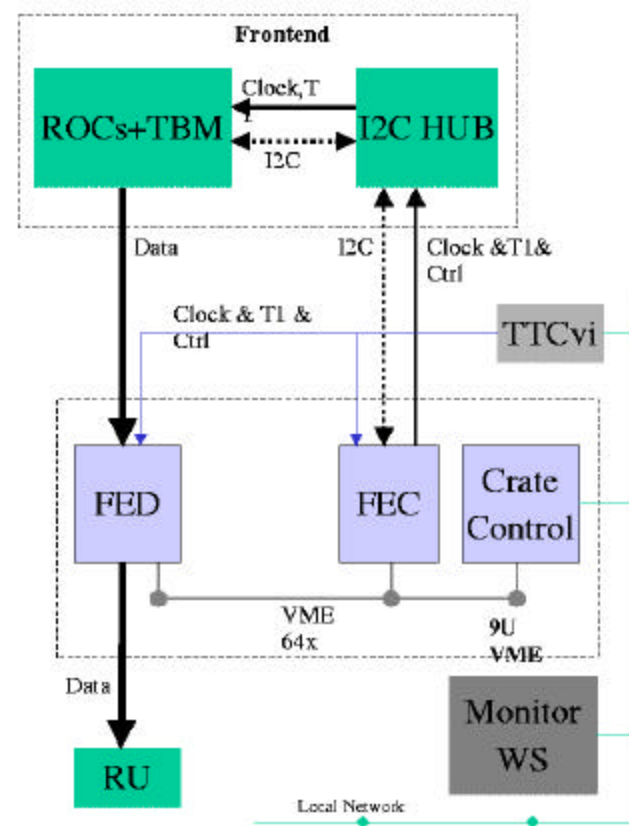 Frontend
Clock,T
1
ROCs+TBM
I2C HUB
I2C
Data
I2C
Clock &T1&
Ctrl
Clock & T1 &
Ctrl
TTCvi
FED
FEC
Crate
Control
VME
64x
9U
VME
Data
Monitor
WS
RU
Local Network